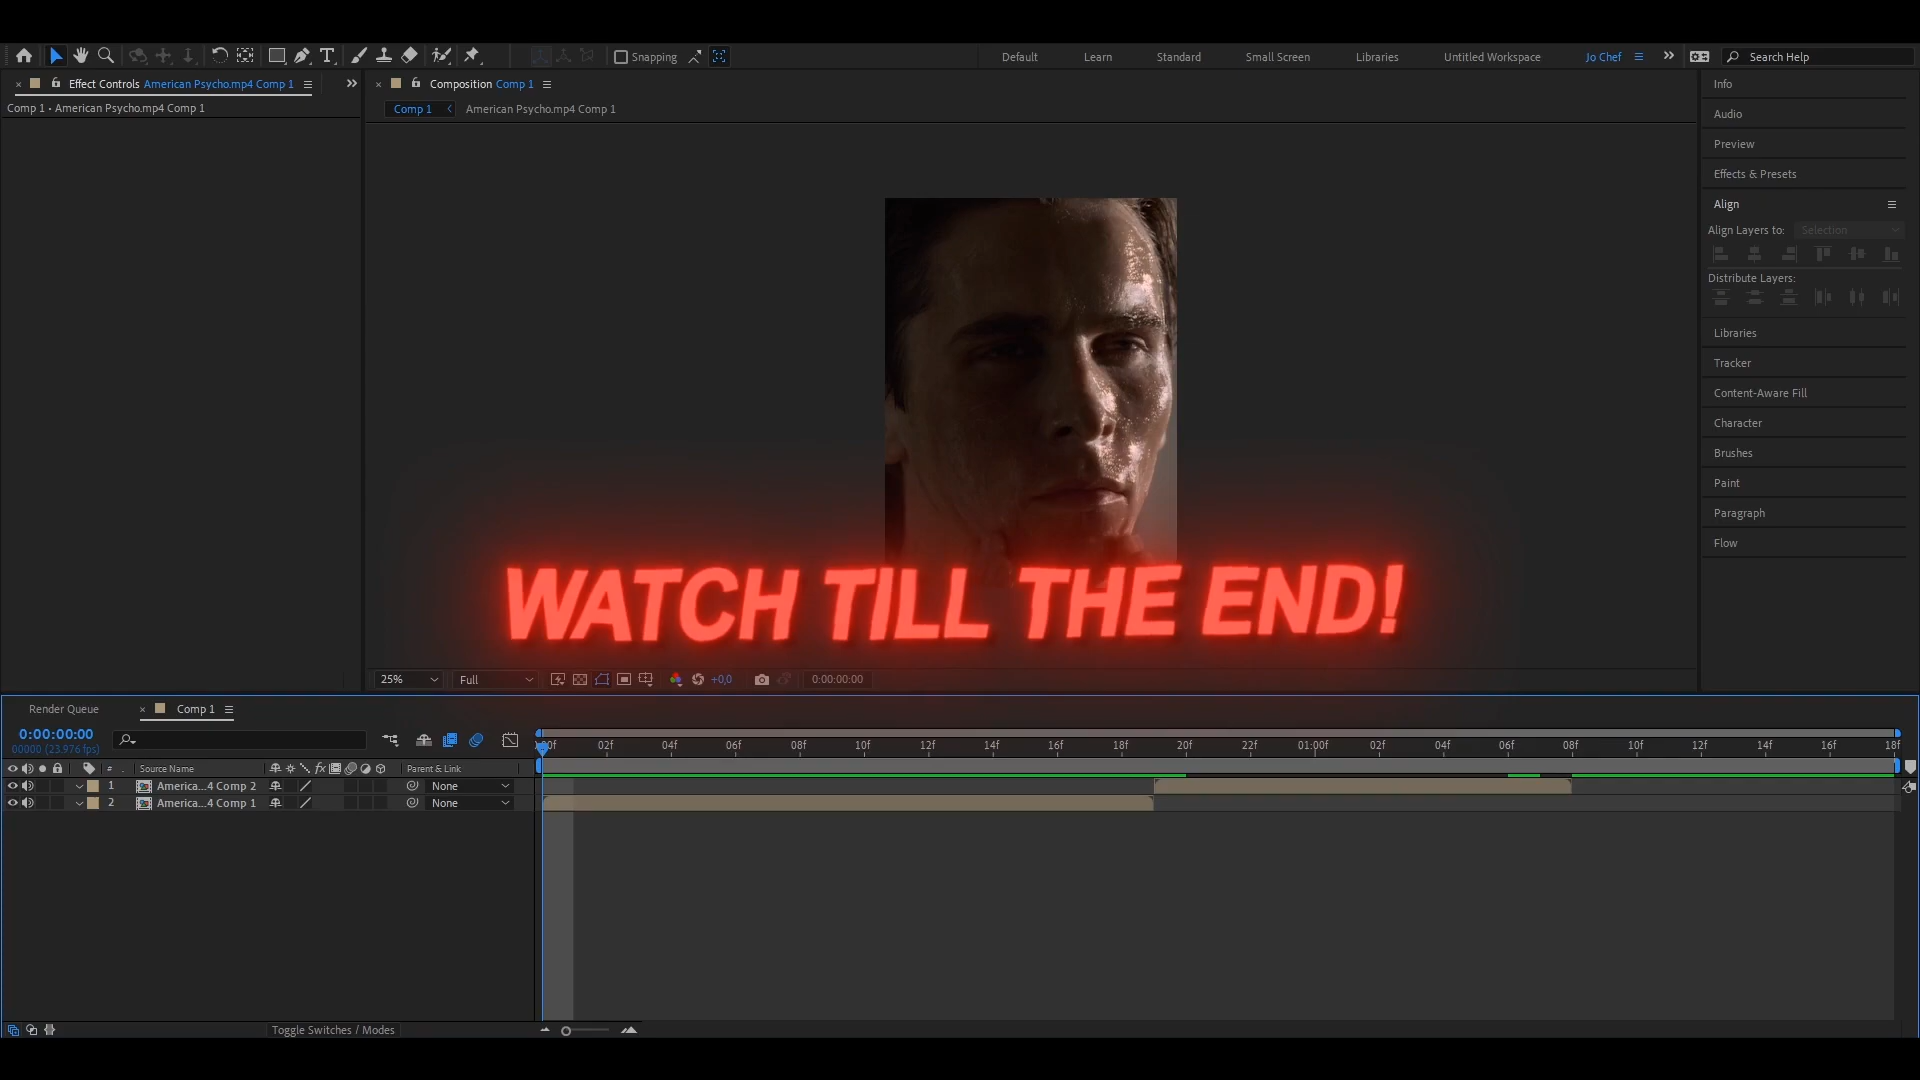 Snapping
Default
Learn
Standard
Small Screen
Libraries
Untitled Workspace
Jo Chef
Search Help
Effect Controls American Psycho.mp4 Comp 1
Composition Comp 1
Info
Comp 1 • American Psycho.mp4 Comp 1
Comp 1
American Psycho.mp4 Comp 1
Audio
Preview
Effects & Presets
Align
Align Layers to:
Selection
Distribute Layers:
Libraries
Tracker
Content-Aware Fill
Character
Brushes
Paint
Paragraph
Flow
WATCH TILL THE END!
25%
Full
+0,0
0:00:00:00
Render Queue
Comp 1
0:00:00:00
00000 (23.976 fps)
00f 02f 04f 06f 08f 10f 12f 14f 16f 18f 20f 22f 01:00f 02f 04f 06f 08f 10f 12f 14f 16f 18f
# Source Name fx Parent & Link
1 America...4 Comp 2 None
2 America...4 Comp 1 None
Toggle Switches / Modes